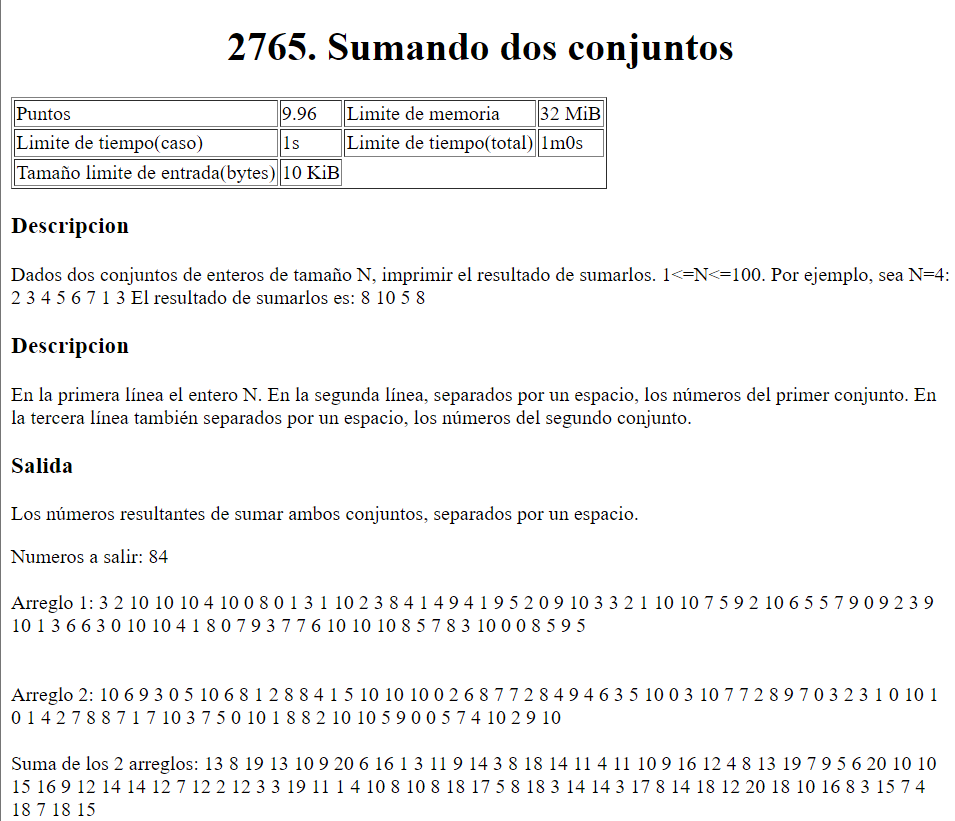 2765. Sumando dos conjuntos
Puntos 9.96 Limite de memoria 32 MiB
Limite de tiempo(caso) 1s Limite de tiempo(total) 1m0s
Tamaño limite de entrada(bytes) 10 KiB
Descripcion
Dados dos conjuntos de enteros de tamaño N, imprimir el resultado de sumarlos. 1<=N<=100. Por ejemplo, sea N=4:
2 3 4 5 6 7 1 3 El resultado de sumarlos es: 8 10 5 8
Descripcion
En la primera línea el entero N. En la segunda línea, separados por un espacio, los números del primer conjunto. En
la tercera línea también separados por un espacio, los números del segundo conjunto.
Salida
Los números resultantes de sumar ambos conjuntos, separados por un espacio.
Numeros a salir: 84
Arreglo 1: 3 2 10 10 10 4 10 0 8 0 1 3 1 10 2 3 8 4 1 4 9 4 1 9 5 2 0 9 10 3 3 2 1 10 10 7 5 9 2 10 6 5 5 7 9 0 9 2 3 9
10 1 3 6 6 3 0 10 10 4 1 8 0 7 9 3 7 7 6 10 10 10 8 5 7 8 3 10 0 0 8 5 9 5
Arreglo 2: 10 6 9 3 0 5 10 6 8 1 2 8 8 4 1 5 10 10 10 0 2 6 8 7 7 2 8 4 9 4 6 3 5 10 0 3 10 7 7 2 8 9 7 0 3 2 3 1 0 10 1
0 1 4 2 7 8 8 7 1 7 10 3 7 5 0 10 1 8 8 2 10 10 5 9 0 0 5 7 4 10 2 9 10
Suma de los 2 arreglos: 13 8 19 13 10 9 20 6 16 1 3 11 9 14 3 8 18 14 11 4 11 10 9 16 12 4 8 13 19 7 9 5 6 20 10 10
15 16 9 12 14 14 12 7 12 2 12 3 3 19 11 1 4 10 8 10 8 18 17 5 8 18 3 14 14 3 17 8 14 18 12 20 18 10 16 8 3 15 7 4
18 7 18 15